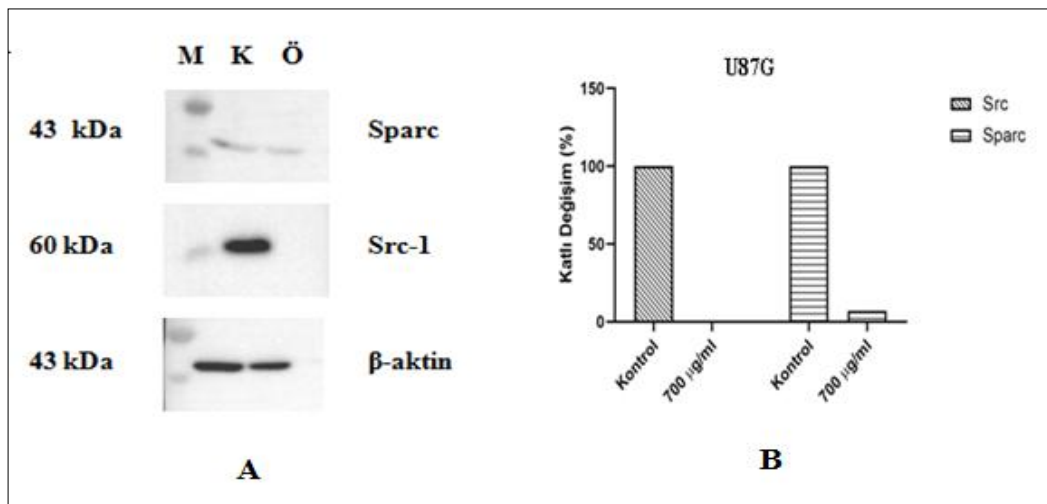 M K Ö
43 kDa
Sparc
60 kDa
Src-1
43 kDa
β-aktin
A
U87G
Katlı Değişim (%)
150
100
50
0
Kontrol
700 µg/ml
Kontrol
700 µg/ml
Src
Sparc
B